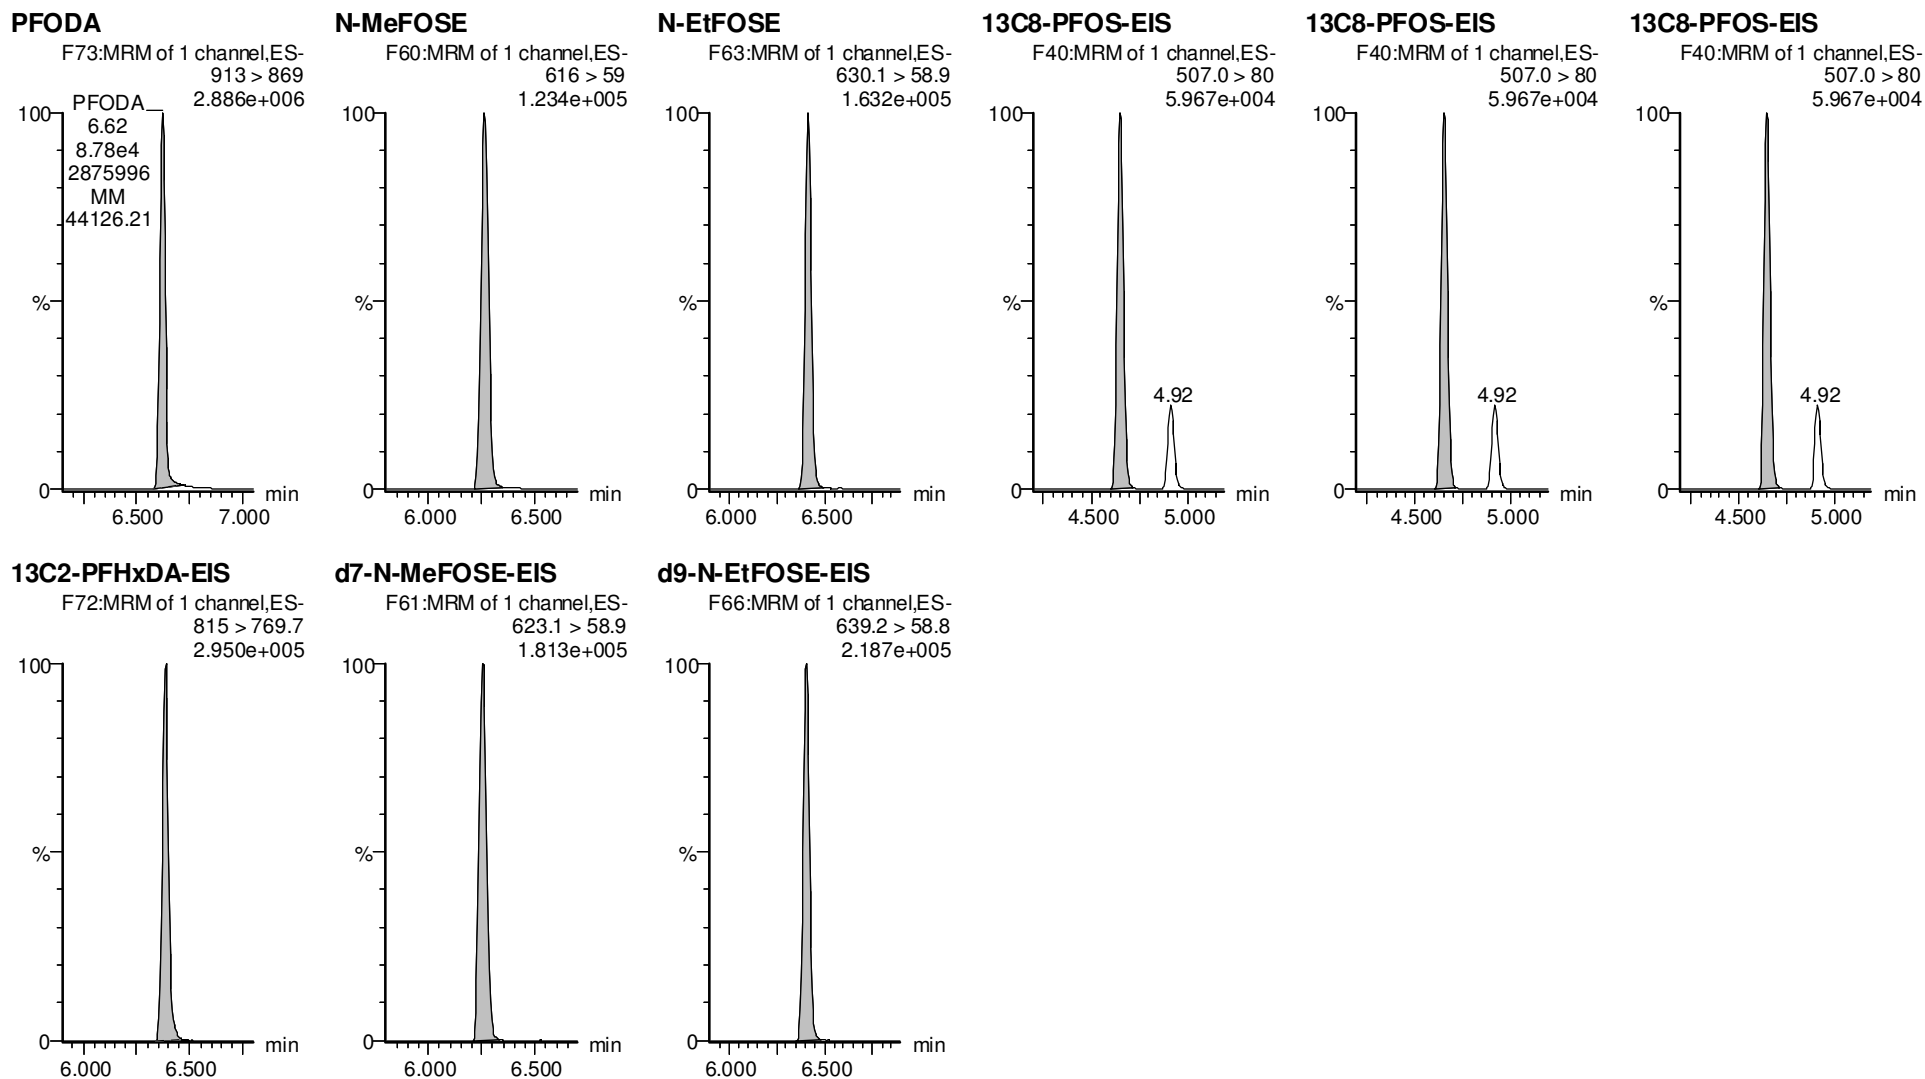 PFODA
F73:MRM of 1 channel,ES-
913 > 869
2.886e+006
PFODA
6.62
8.78e4
2875996
MM
44126.21
100
%
0
min
6.500 7.000
N-MeFOSE
F60:MRM of 1 channel,ES-
616 > 59
1.234e+005
100
%
0
min
6.000 6.500
N-EtFOSE
F63:MRM of 1 channel,ES-
630.1 > 58.9
1.632e+005
100
%
0
min
6.000 6.500
13C8-PFOS-EIS
F40:MRM of 1 channel,ES-
507.0 > 80
5.967e+004
100
4.92
%
0
min
4.500 5.000
13C8-PFOS-EIS
F40:MRM of 1 channel,ES-
507.0 > 80
5.967e+004
100
4.92
%
0
min
4.500 5.000
13C8-PFOS-EIS
F40:MRM of 1 channel,ES-
507.0 > 80
5.967e+004
100
4.92
%
0
min
4.500 5.000
13C2-PFHxDA-EIS
F72:MRM of 1 channel,ES-
815 > 769.7
2.950e+005
100
%
0
min
6.000 6.500
d7-N-MeFOSE-EIS
F61:MRM of 1 channel,ES-
623.1 > 58.9
1.813e+005
100
%
0
min
6.000 6.500
d9-N-EtFOSE-EIS
F66:MRM of 1 channel,ES-
639.2 > 58.8
2.187e+005
100
%
0
min
6.000 6.500